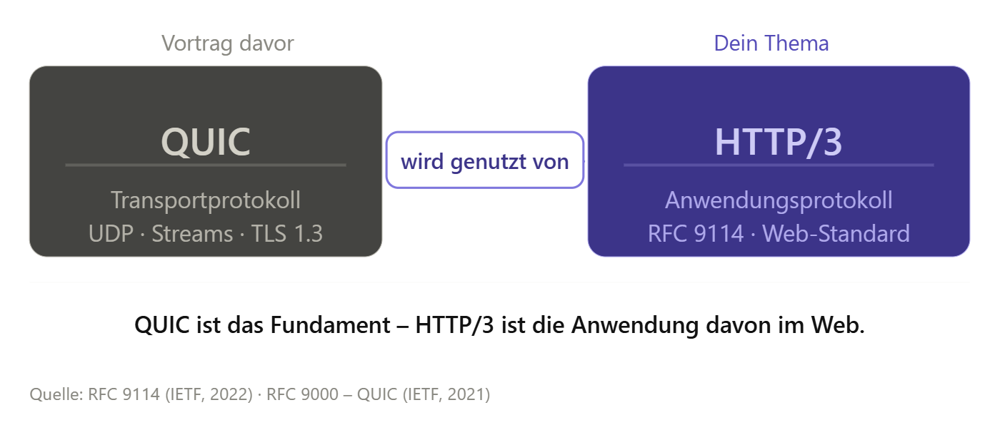 Vortrag davor
Dein Thema
QUIC
Transportprotokoll
UDP · Streams · TLS 1.3
wird genutzt von
HTTP/3
Anwendungsprotokoll
RFC 9114 · Web-Standard
QUIC ist das Fundament – HTTP/3 ist die Anwendung davon im Web.
Quelle: RFC 9114 (IETF, 2022) · RFC 9000 – QUIC (IETF, 2021)